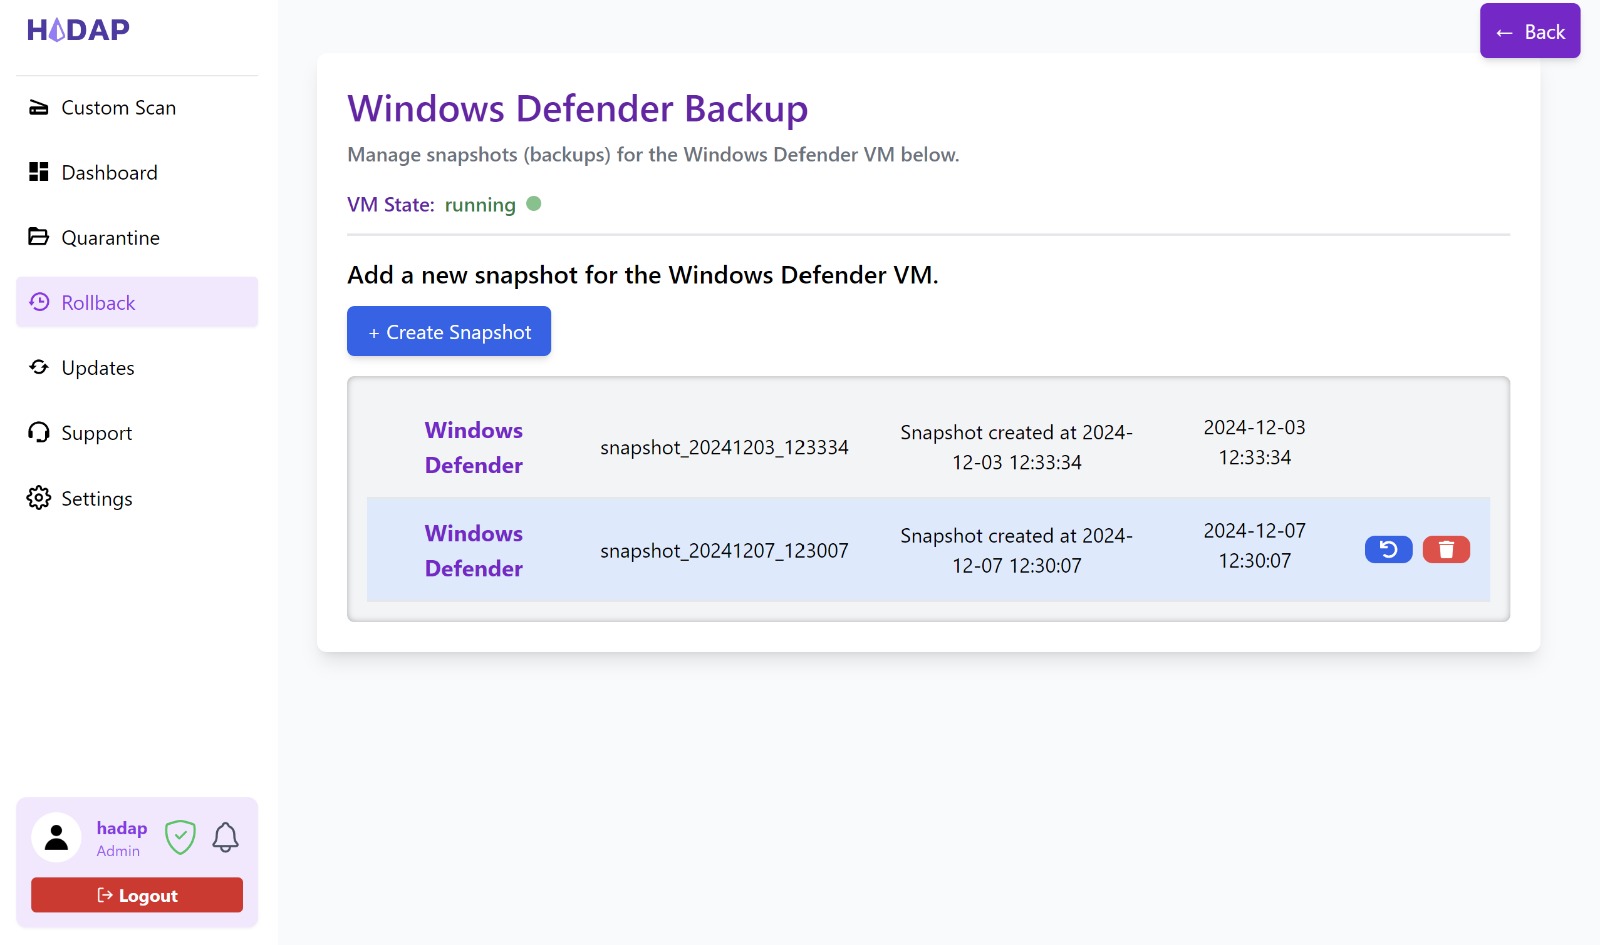 HADAP
← Back
Custom Scan
Dashboard
Quarantine
Rollback
Updates
Support
Settings
Windows Defender Backup
Manage snapshots (backups) for the Windows Defender VM below.
VM State: running
Add a new snapshot for the Windows Defender VM.
+ Create Snapshot
Windows
Defender
snapshot_20241203_123334
Snapshot created at 2024-
12-03 12:33:34
2024-12-03
12:33:34
Windows
Defender
snapshot_20241207_123007
Snapshot created at 2024-
12-07 12:30:07
2024-12-07
12:30:07
hadap
Admin
Logout